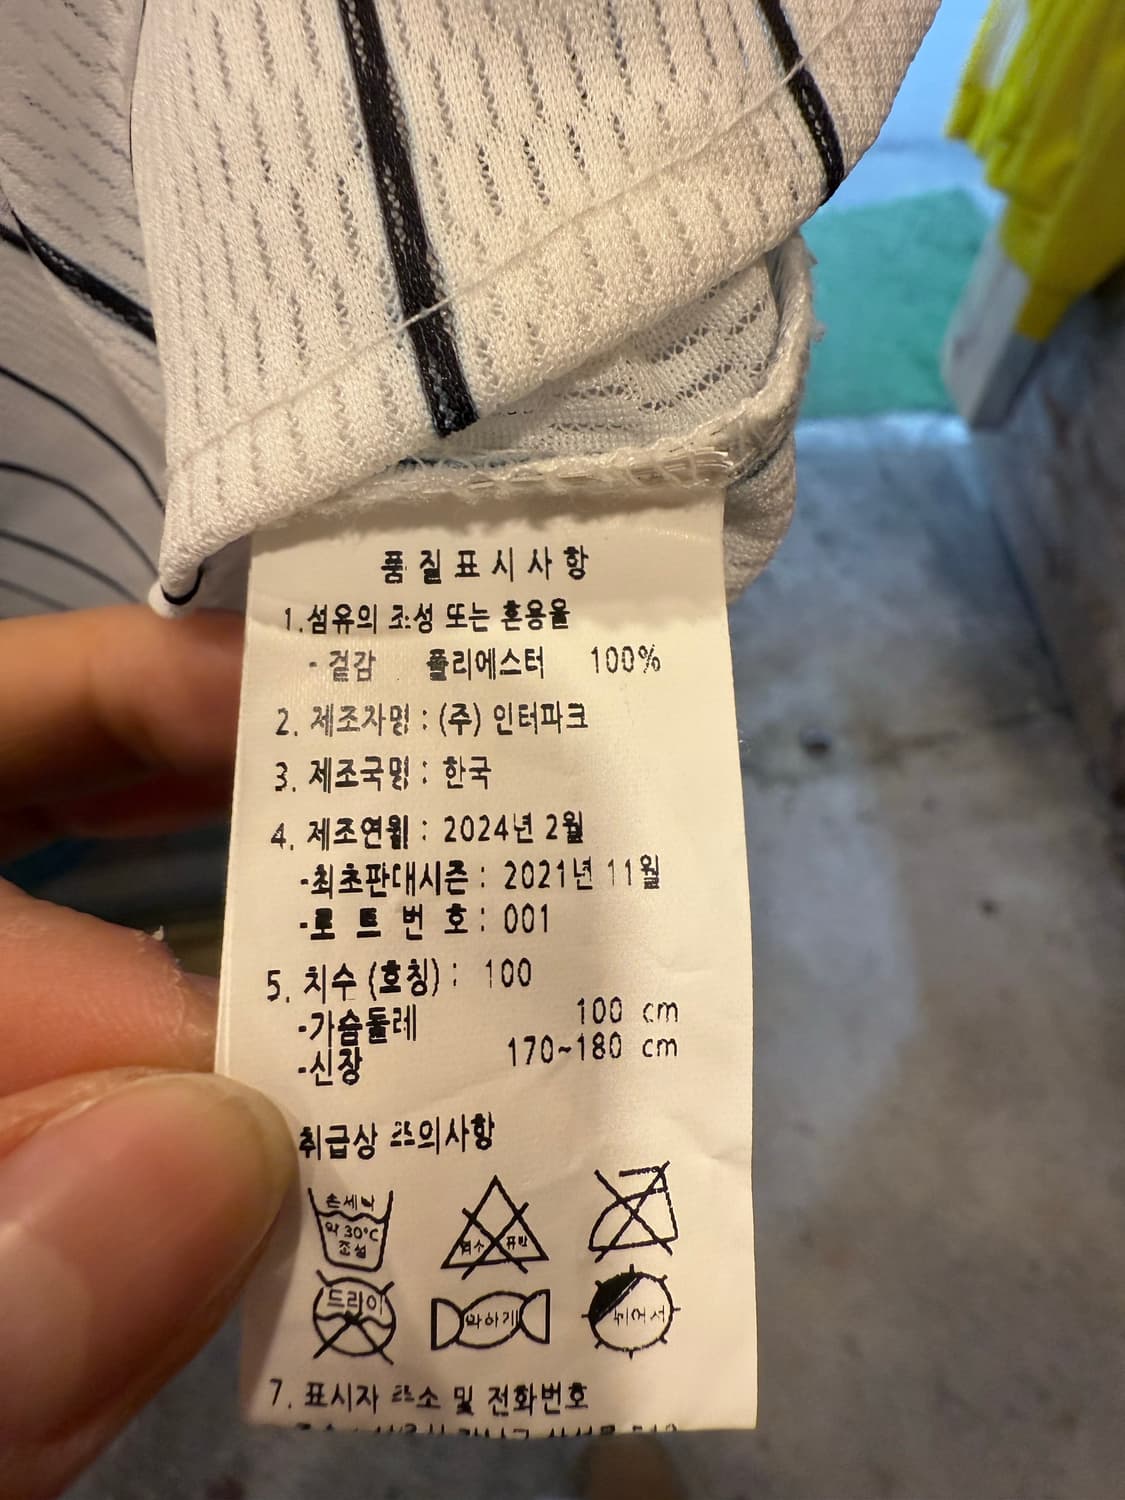 품질표시사항
1.섬유의 조성 또는 혼용율
- 겉감 폴리에스터 100%
2. 제조자명 : (주) 인터파크
3. 제조국명 : 한국
4. 제조연월 : 2024년 2월
-최초판매시즌 : 2021년 11월
-로트번호 : 001
5. 치수 (호칭) : 100
-가슴둘레 100 cm
-신장 170~180 cm
취급상 주의사항
손세탁
약 30℃
중성
염소 표백
드라이
약하게
뉘어서
7. 표시자 주소 및 전화번호